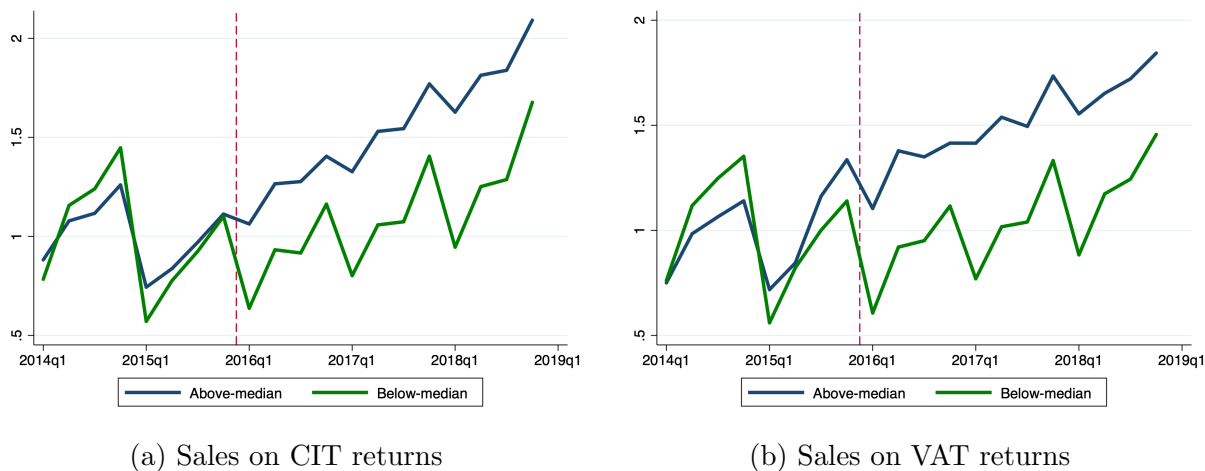 2
1.5
1
.5
2014q1 2015q1 2016q1 2017q1 2018q1 2019q1
Above-median Below-median
(a) Sales on CIT returns
2
1.5
1
.5
2014q1 2015q1 2016q1 2017q1 2018q1 2019q1
Above-median Below-median
(b) Sales on VAT returns